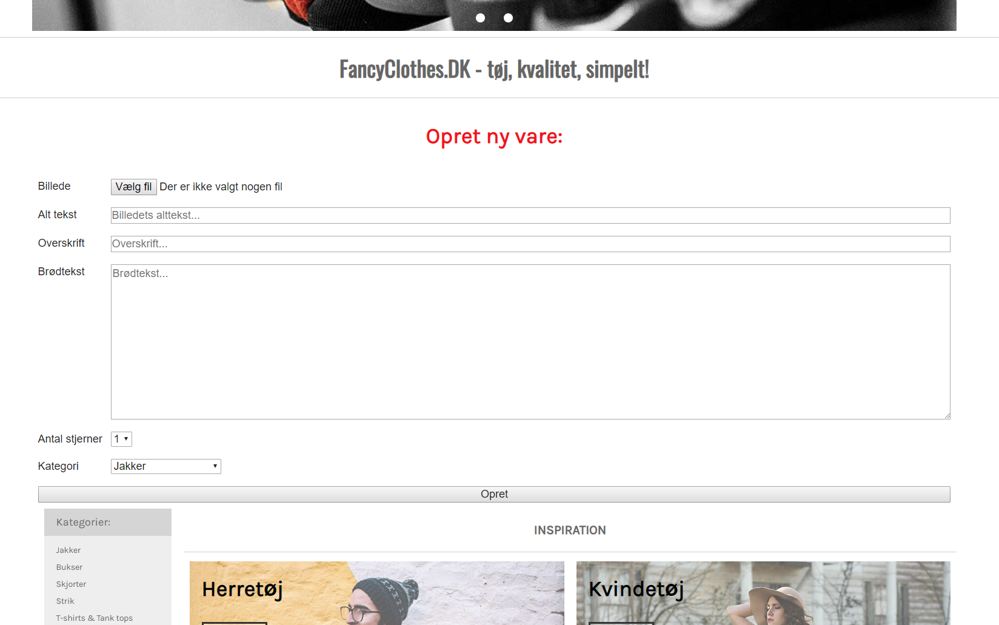 FancyClothes.DK - tøj, kvalitet, simpelt!
Opret ny vare:
Billede Vælg fil Der er ikke valgt nogen fil
Alt tekst Billedets alttekst...
Overskrift Overskrift...
Brødtekst Brødtekst...
Antal stjerner 1
Kategori Jakker
Opret
Kategorier:
Jakker
Bukser
Skjorter
Strik
T-shirts & Tank tops
INSPIRATION
Herretøj
Kvindetøj